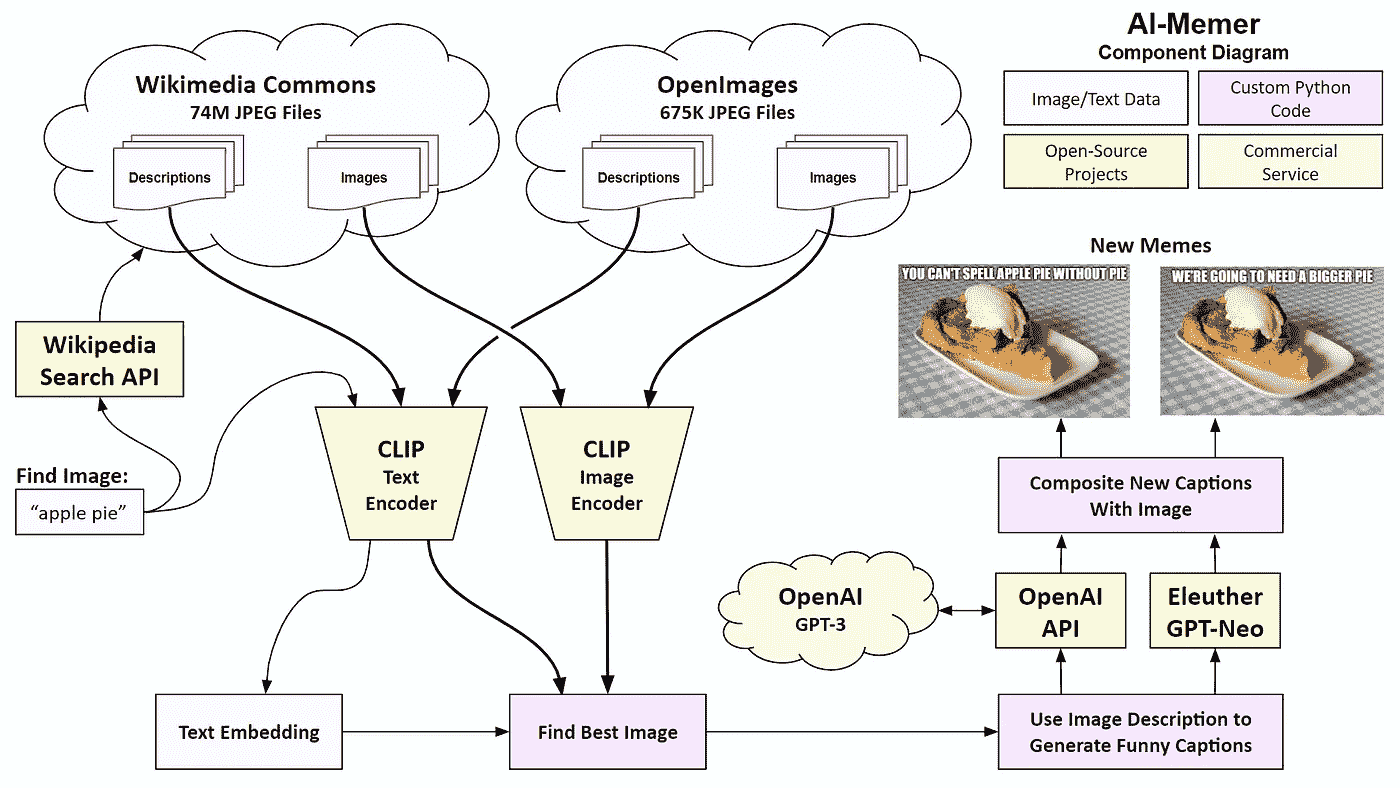 AI-Memer
Component Diagram
Image/Text Data
Custom Python
Code
Open-Source
Projects
Commercial
Service
Wikimedia Commons
74M JPEG Files
Descriptions
Images
OpenImages
675K JPEG Files
Descriptions
Images
Wikipedia
Search API
Find Image:
“apple pie”
CLIP
Text
Encoder
CLIP
Image
Encoder
Text Embedding
Find Best Image
New Memes
YOU CAN'T SPELL APPLE PIE WITHOUT PIE
WE'RE GOING TO NEED A BIGGER PIE
Composite New Captions
With Image
OpenAI
GPT-3
OpenAI
API
Eleuther
GPT-Neo
Use Image Description to
Generate Funny Captions